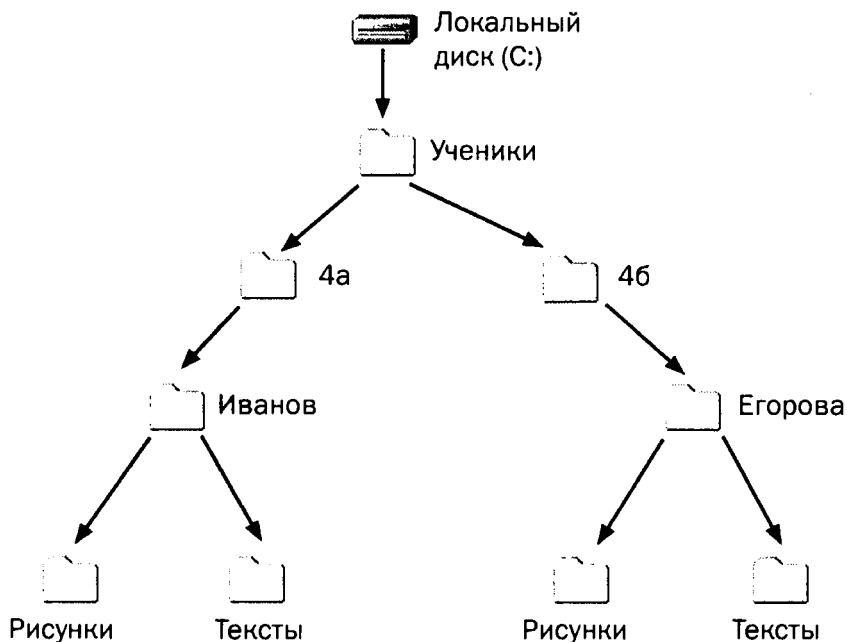 Локальный
диск (C:)
Ученики
4а
4б
Иванов
Егорова
Рисунки
Тексты
Рисунки
Тексты